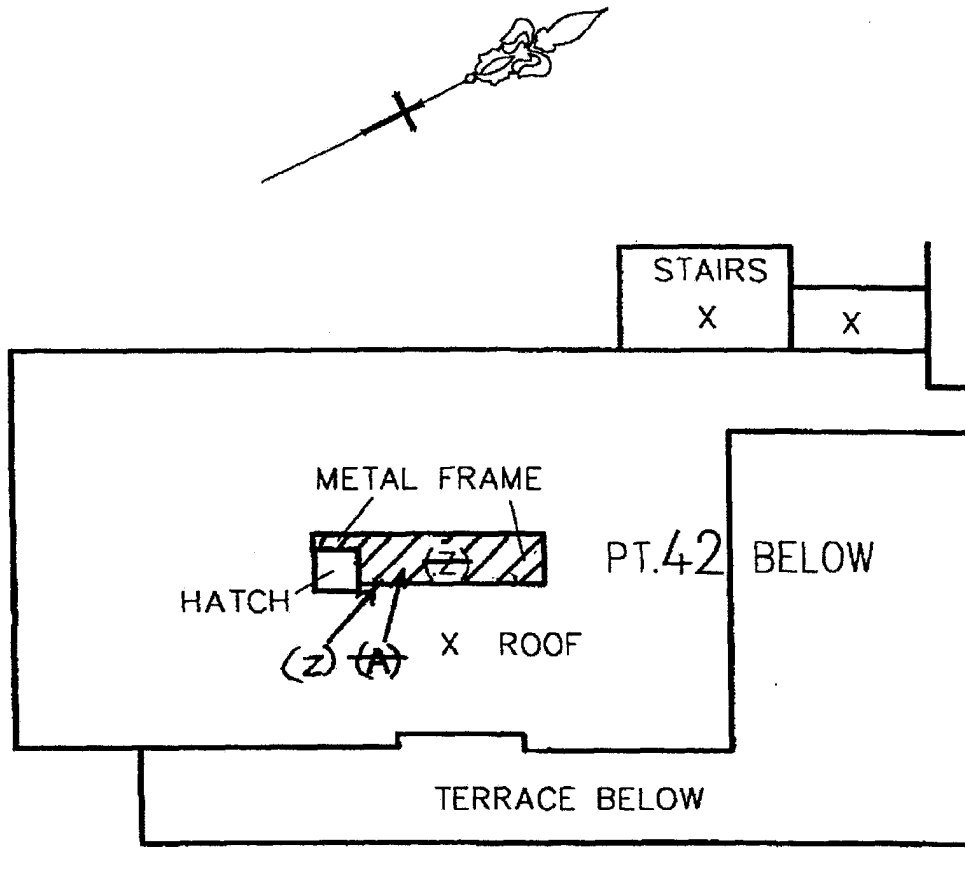 STAIRS
X X
METAL FRAME
(Z)
PT.42 BELOW
HATCH
(Z) (A) X ROOF
TERRACE BELOW